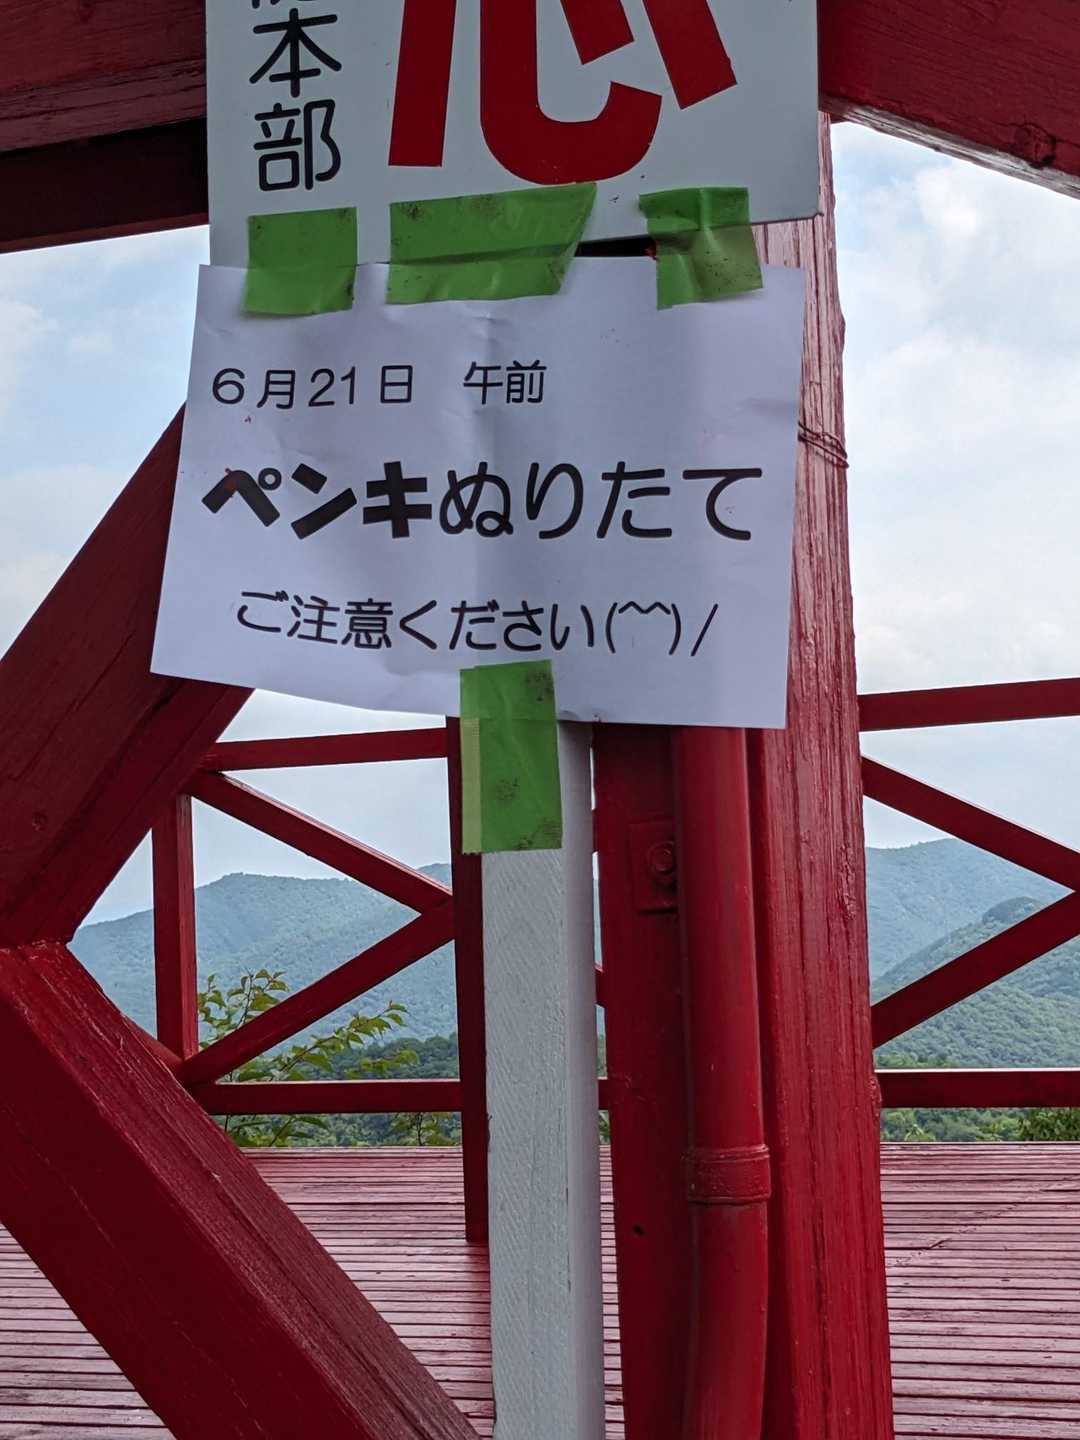 本部
6月21日 午前
ペンキぬりたて
ご注意ください(^^)/